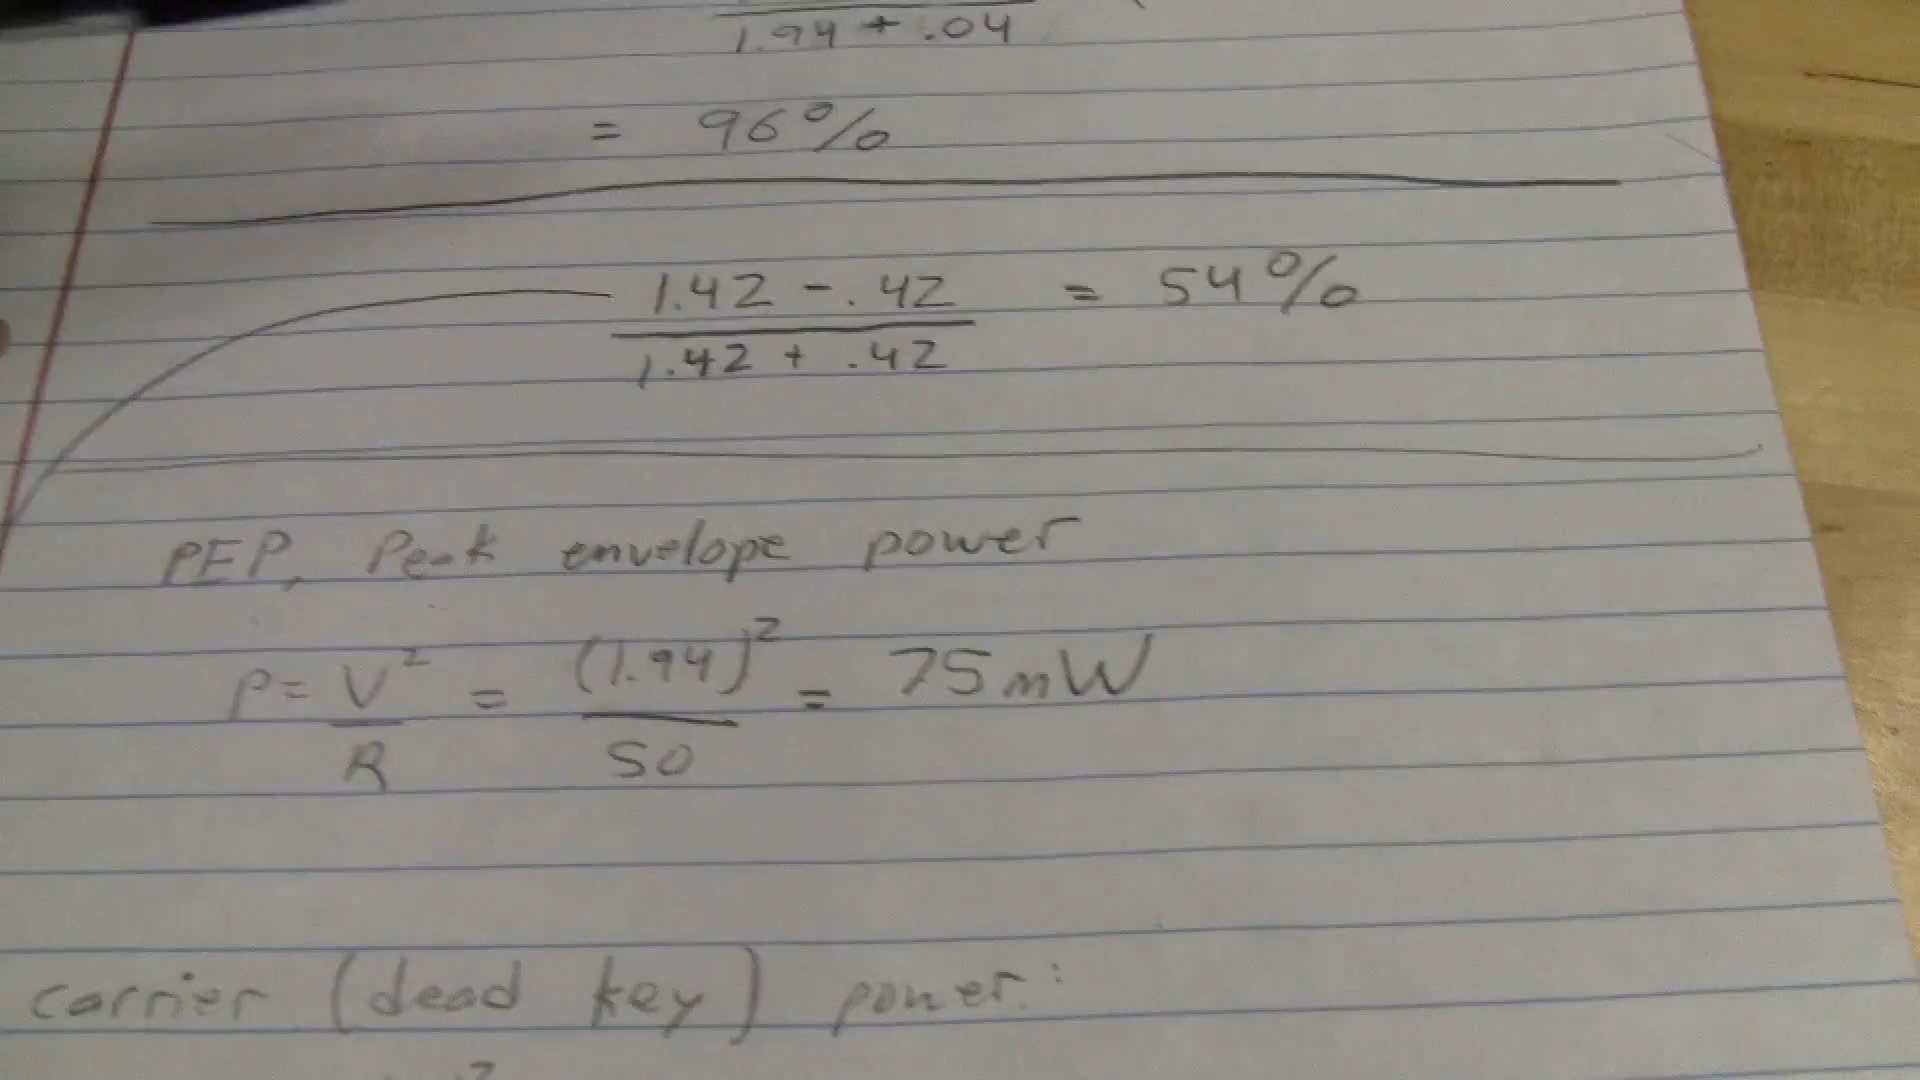 1.94 + .04
= 96%
1.42 - .42 = 54%
1.42 + .42
PEP, Peak envelope power
P = V² = (1.94)² = 75mW
R 50
carrier (dead key) power:
2